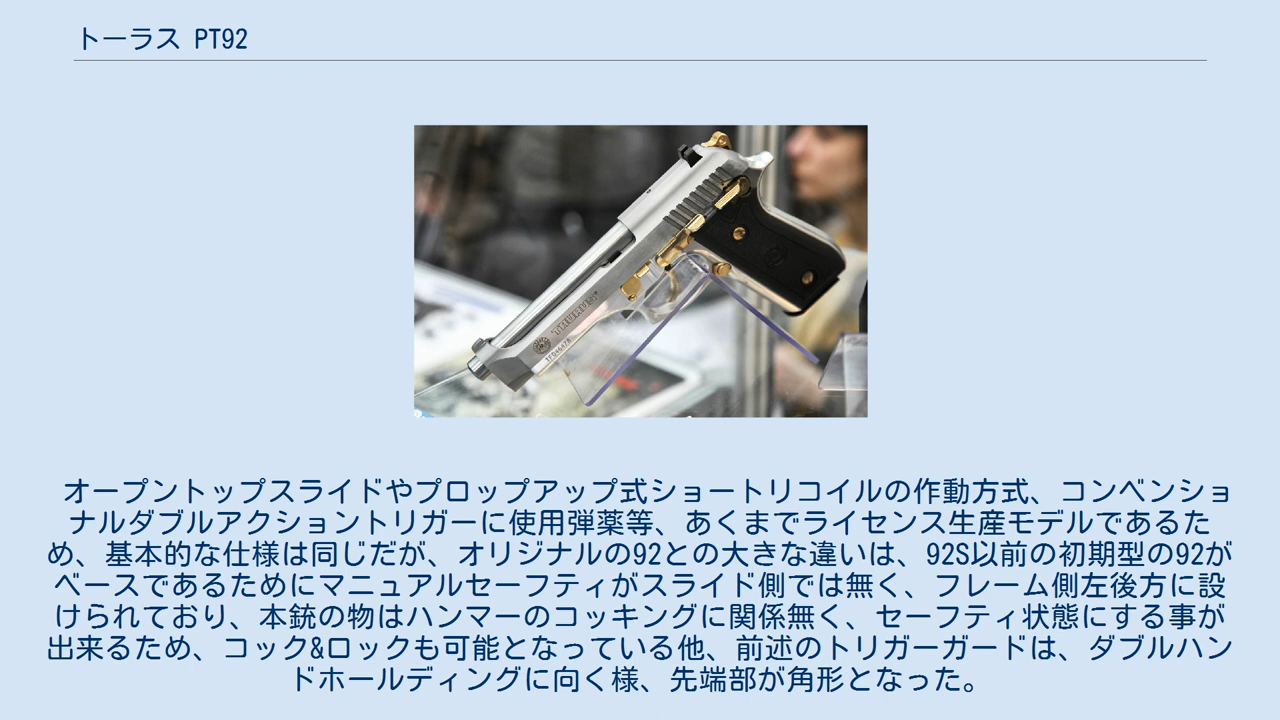 トーラス PT92
TAURUS
オープントップスライドやプロップアップ式ショートリコイルの作動方式、コンベンショ
ナルダブルアクショントリガーに使用弾薬等、あくまでライセンス生産モデルであるた
め、基本的な仕様は同じだが、オリジナルの92との大きな違いは、92S以前の初期型の92が
ベースであるためにマニュアルセーフティがスライド側では無く、フレーム側左後方に設
けられており、本銃の物はハンマーのコッキングに関係無く、セーフティ状態にする事が
出来るため、コック&ロックも可能となっている他、前述のトリガーガードは、ダブルハン
ドホールディングに向く様、先端部が角形となった。